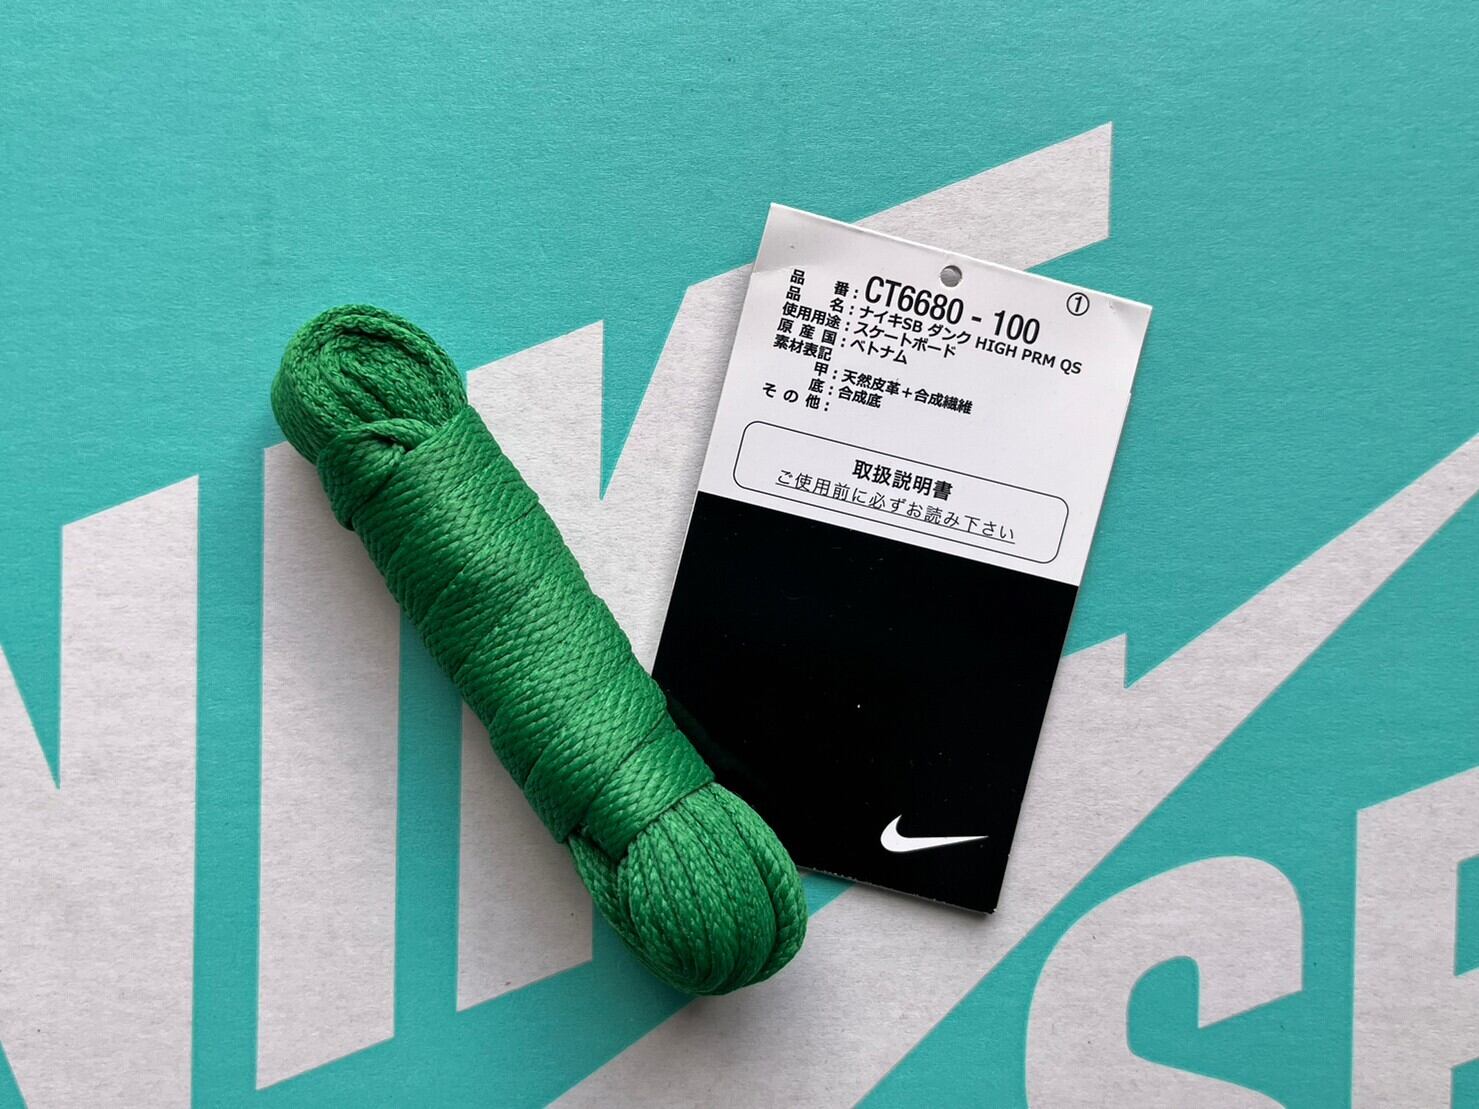 ①
品番：CT6680 - 100
品名：ナイキSB ダンク HIGH PRM QS
使用用途：スケートボード
原産国：ベトナム
素材表記
甲：天然皮革＋合成繊維
底：合成底
その他：
取扱説明書
ご使用前に必ずお読み下さい
NIKE
SB